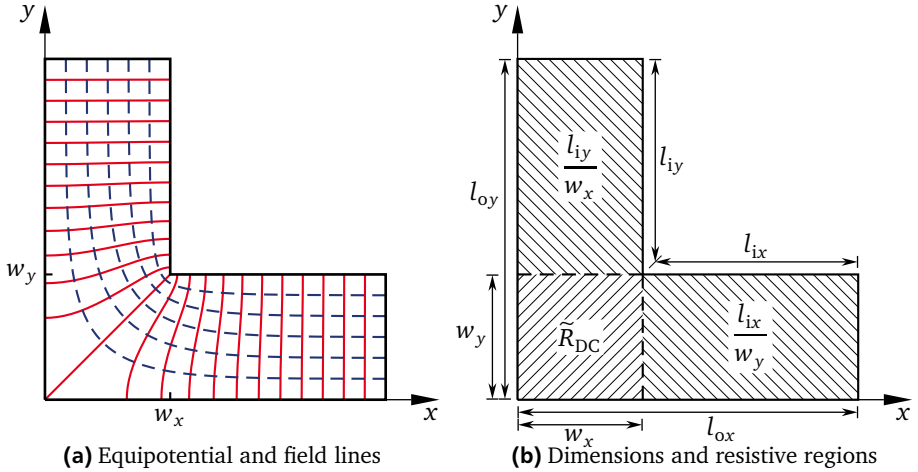 y
w_y
w_x
x
(a) Equipotential and field lines
y
l_oy
l_iy
w_x
l_iy
l_ix
w_y
R̃_DC
l_ix
w_y
x
w_x
l_ox
(b) Dimensions and resistive regions